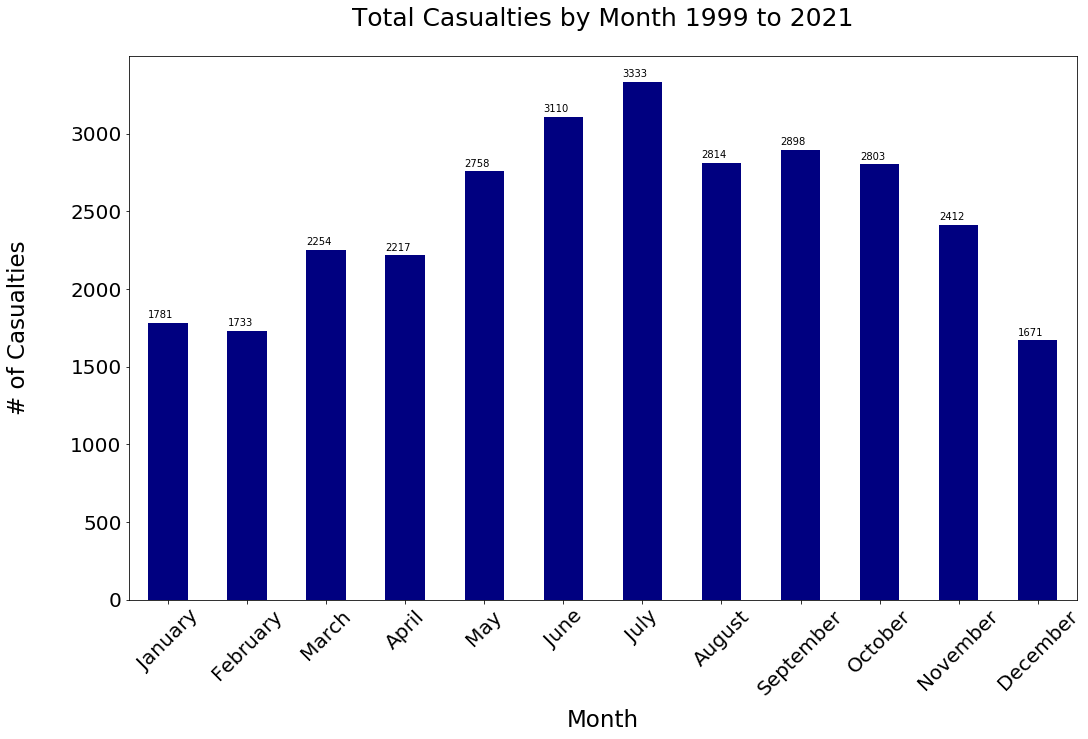 Total Casualties by Month 1999 to 2021
# of Casualties
3000
2500
2000
1500
1000
500
0
1781
1733
2254
2217
2758
3110
3333
2814
2898
2803
2412
1671
January
February
March
April
May
June
July
August
September
October
November
December
Month